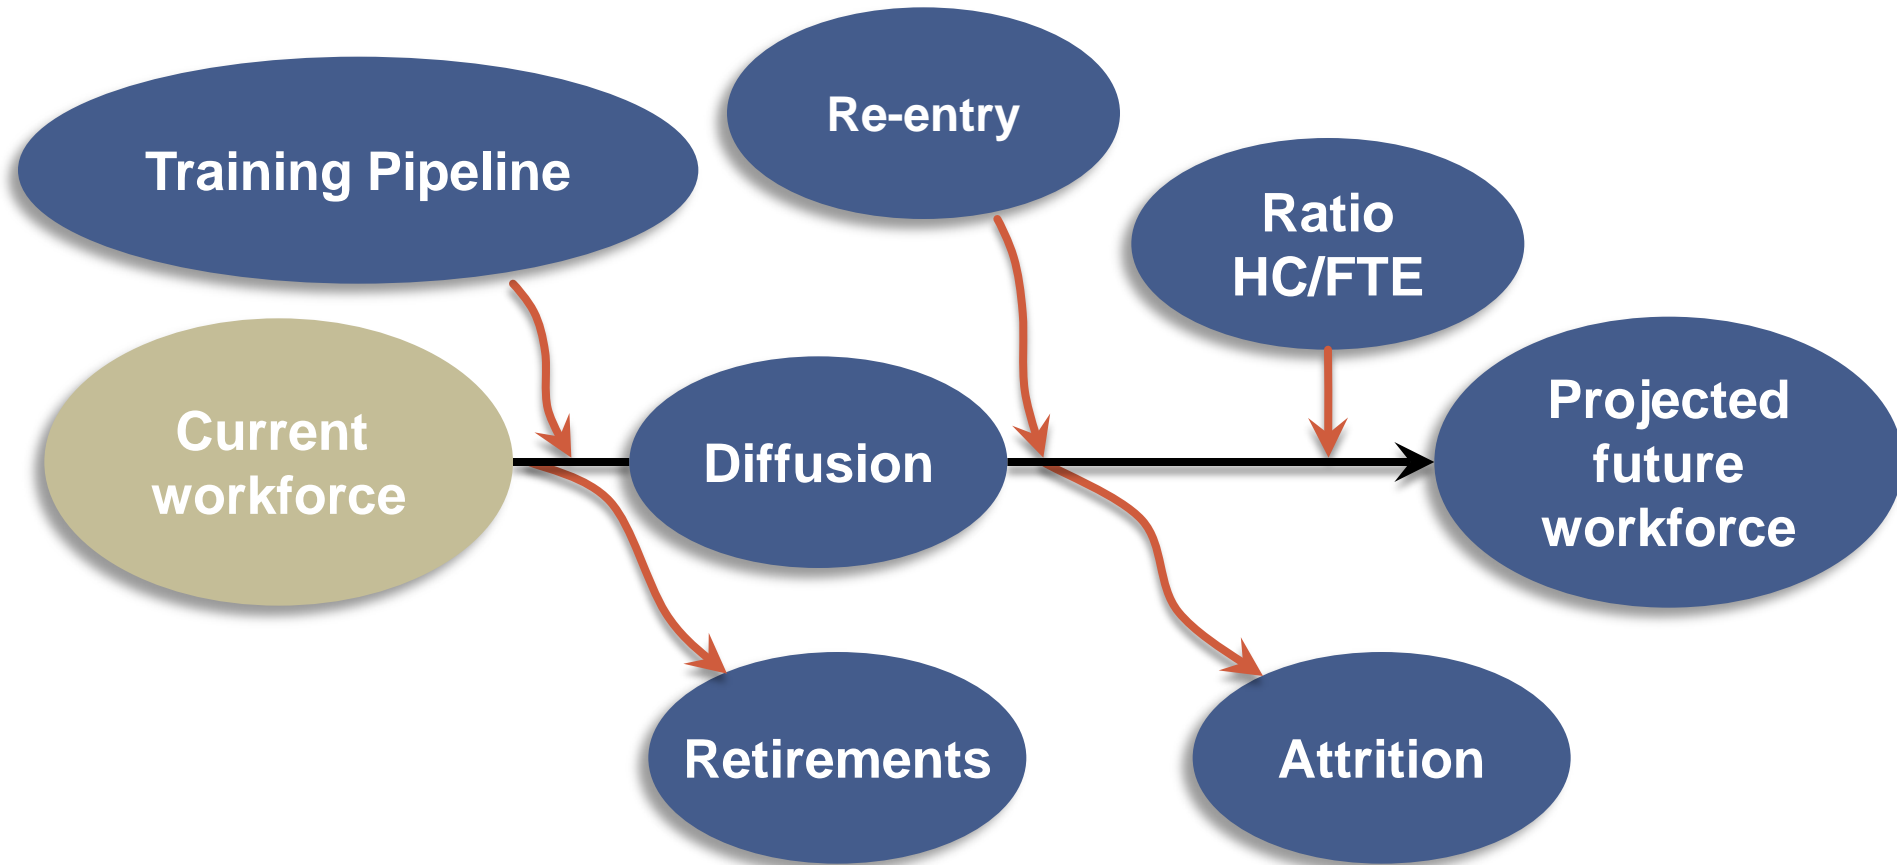 Training Pipeline
Re-entry
Ratio
HC/FTE
Current
workforce
Diffusion
Projected
future
workforce
Retirements
Attrition